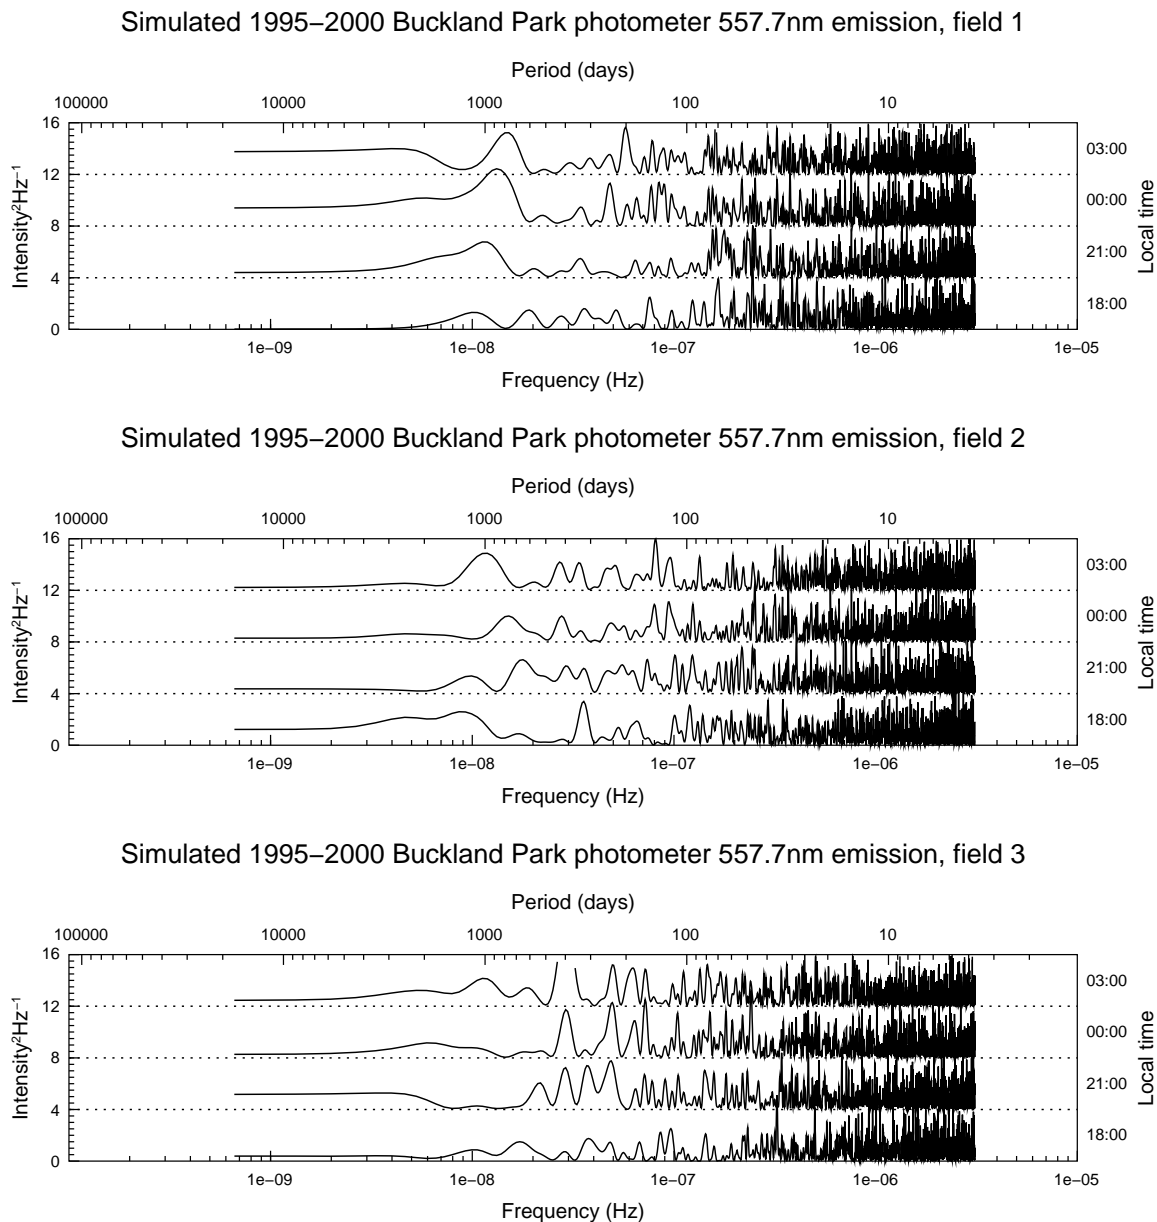 Simulated 1995−2000 Buckland Park photometer 557.7nm emission, field 1
Period (days)
100000 10000 1000 100 10
16
12
8
4
0
Intensity²Hz⁻¹
03:00
00:00
21:00
18:00
Local time
1e−09 1e−08 1e−07 1e−06 1e−05
Frequency (Hz)
Simulated 1995−2000 Buckland Park photometer 557.7nm emission, field 2
Period (days)
100000 10000 1000 100 10
16
12
8
4
0
Intensity²Hz⁻¹
03:00
00:00
21:00
18:00
Local time
1e−09 1e−08 1e−07 1e−06 1e−05
Frequency (Hz)
Simulated 1995−2000 Buckland Park photometer 557.7nm emission, field 3
Period (days)
100000 10000 1000 100 10
16
12
8
4
0
Intensity²Hz⁻¹
03:00
00:00
21:00
18:00
Local time
1e−09 1e−08 1e−07 1e−06 1e−05
Frequency (Hz)